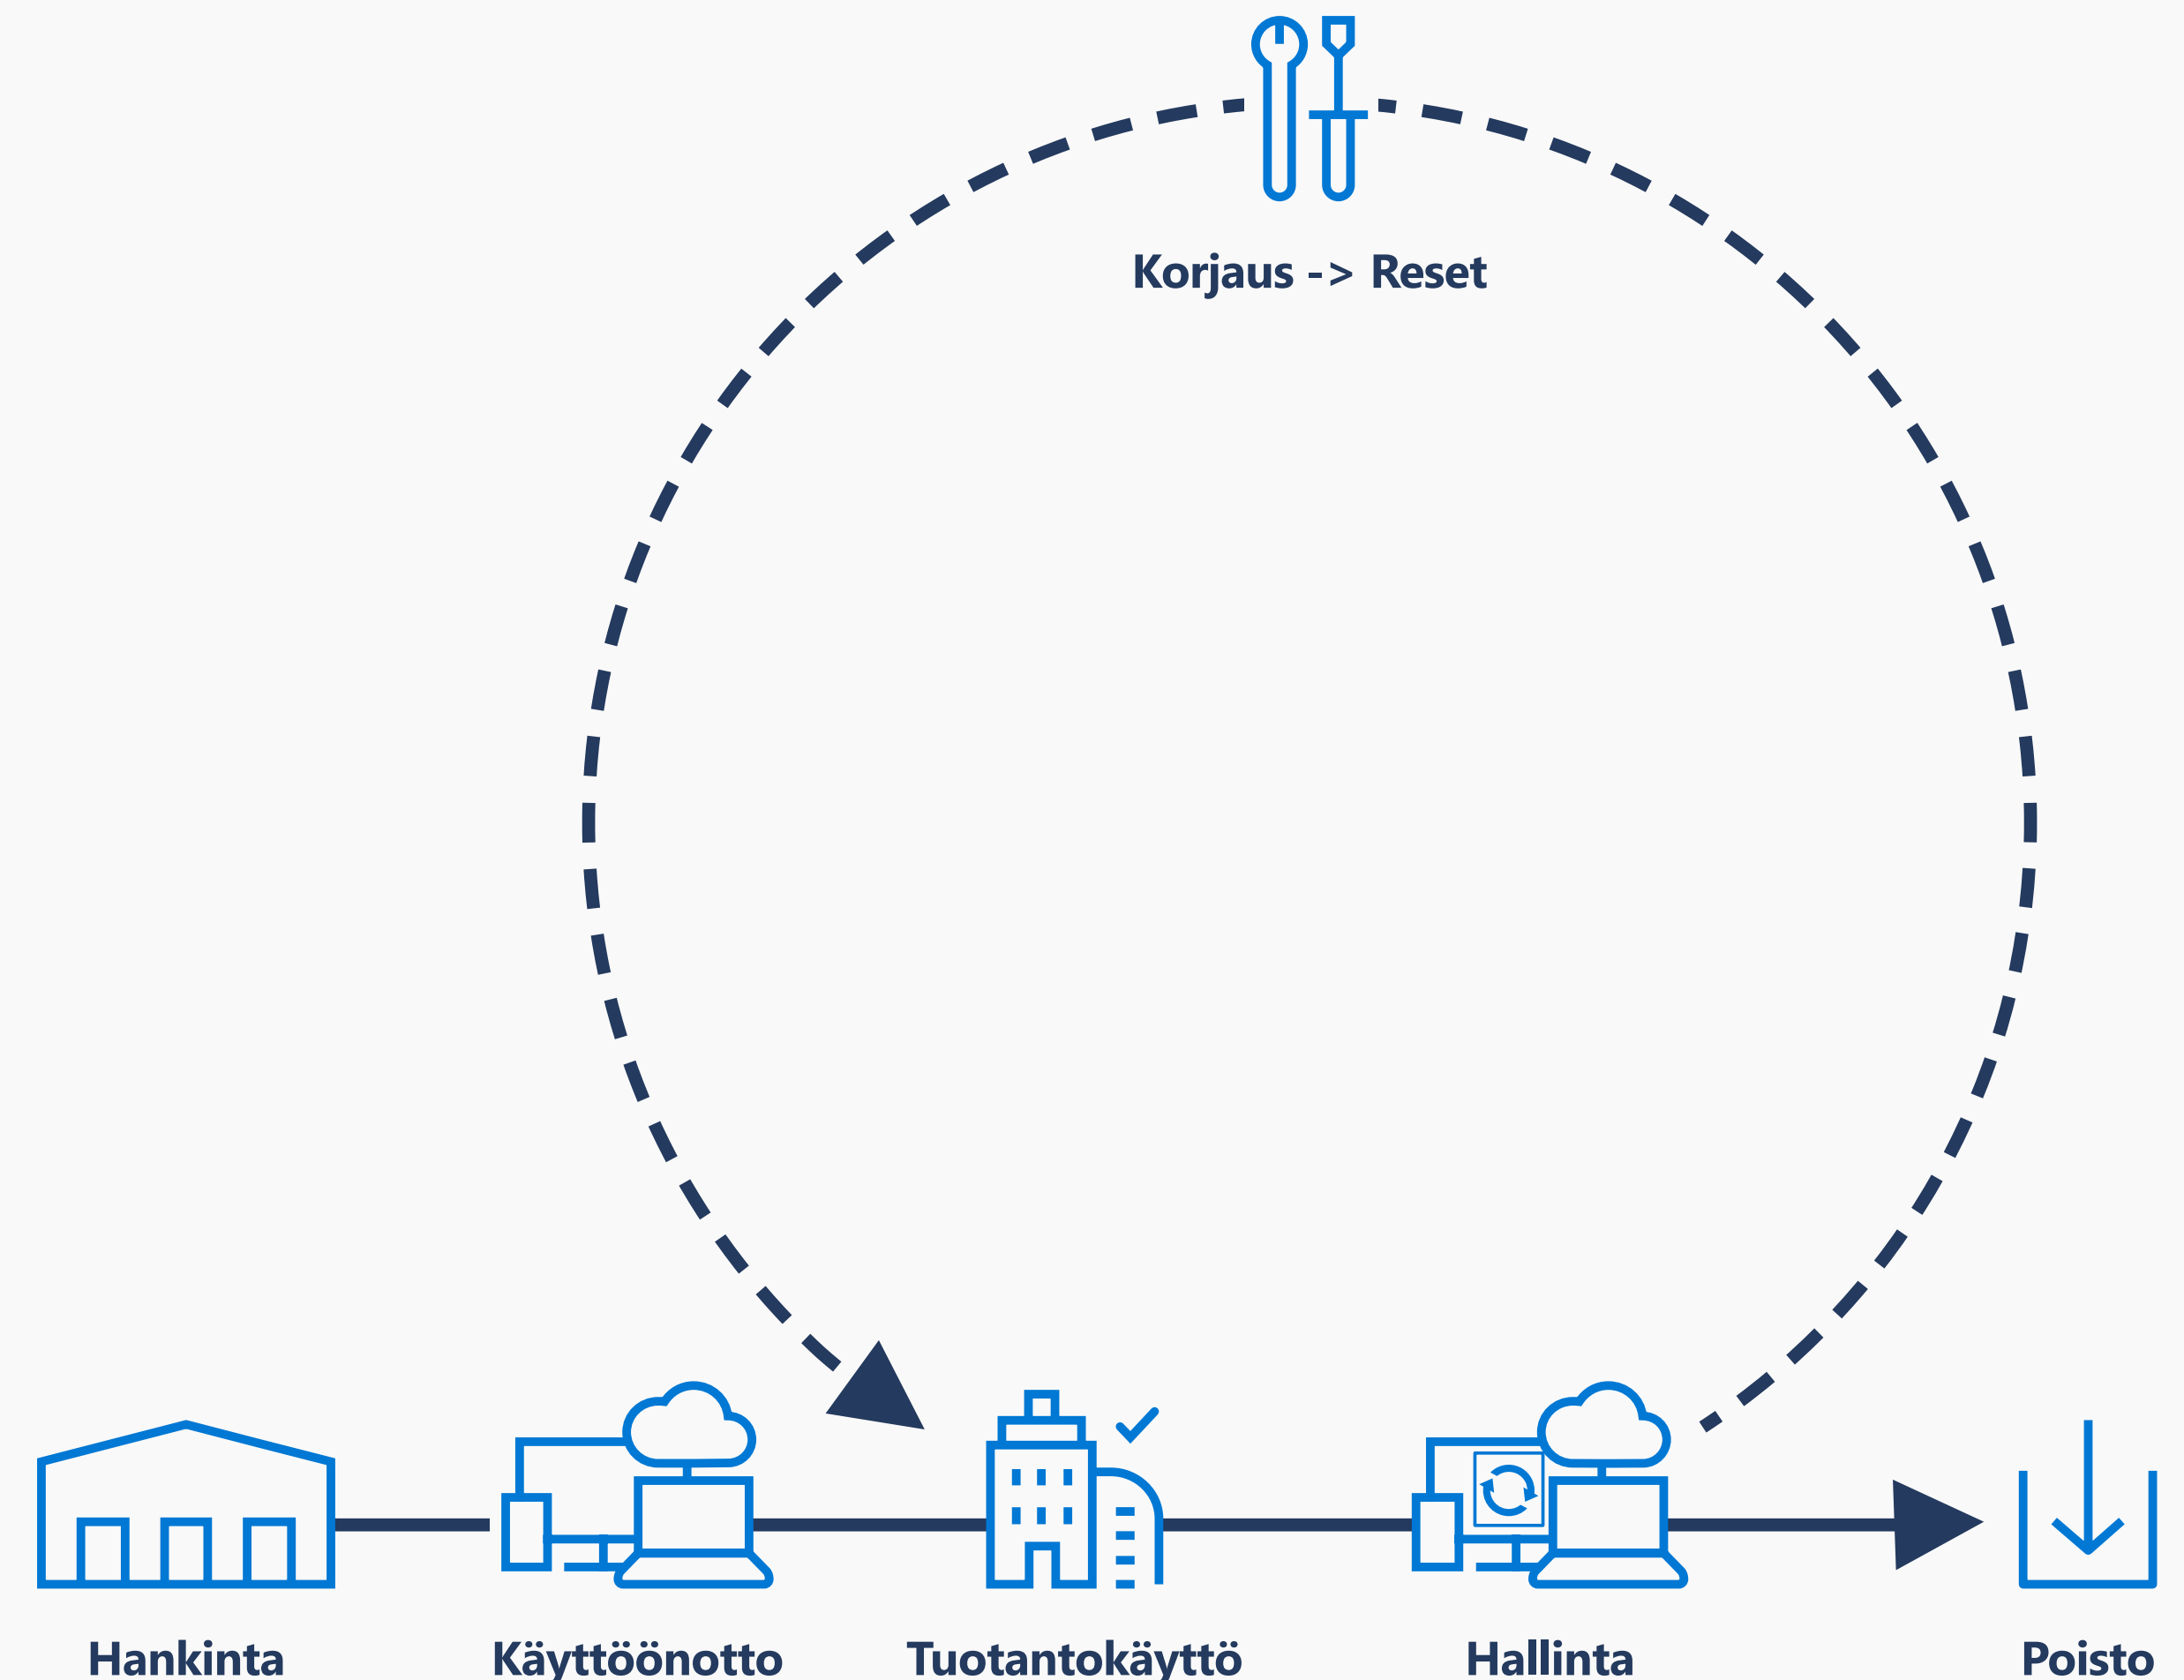 Korjaus -> Reset
Hankinta
Käyttöönotto
Tuotantokäyttö
Hallinta
Poisto